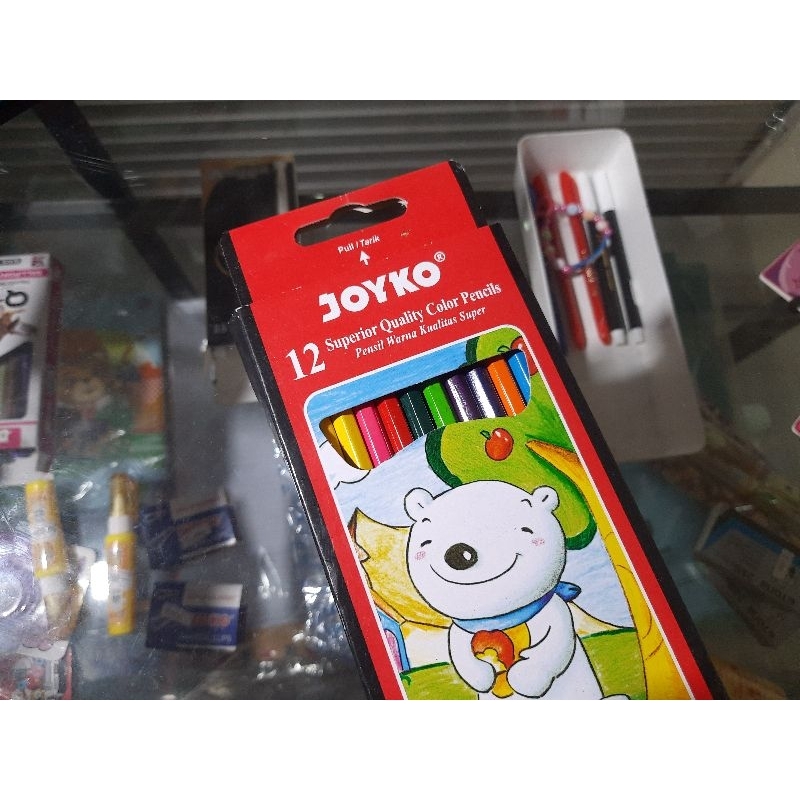 Pull / Tarik
JOYKO®
12 Superior Quality Color Pencils
Pensil Warna Kualitas Super